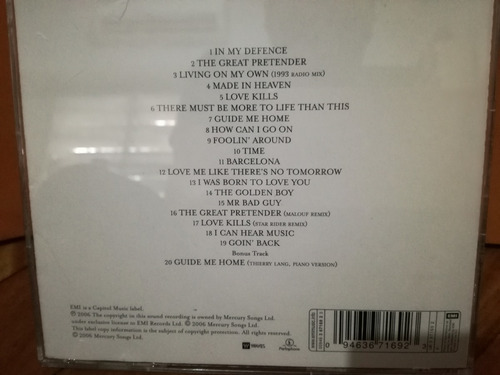 1 IN MY DEFENCE
2 THE GREAT PRETENDER
3 LIVING ON MY OWN (1993 RADIO MIX)
4 MADE IN HEAVEN
5 LOVE KILLS
6 THERE MUST BE MORE TO LIFE THAN THIS
7 GUIDE ME HOME
8 HOW CAN I GO ON
9 FOOLIN' AROUND
10 TIME
11 BARCELONA
12 LOVE ME LIKE THERE'S NO TOMORROW
13 I WAS BORN TO LOVE YOU
14 THE GOLDEN BOY
15 MR BAD GUY
16 THE GREAT PRETENDER (MALOUF REMIX)
17 LOVE KILLS (STAR RIDER REMIX)
18 I CAN HEAR MUSIC
19 GOIN' BACK
Bonus Track
20 GUIDE ME HOME (THIERRY LANG, PIANO VERSION)
EMI is a Capitol Music label.
℗ 2006 The copyright in this sound recording is owned by Mercury Songs Ltd.
under exclusive license to EMI Records Ltd. © 2006 Mercury Songs Ltd.
This label copy information is the subject of copyright protection. All rights reserved.
© 2006 Mercury Songs Ltd.
Parlophone
EMI
0 94636 71692